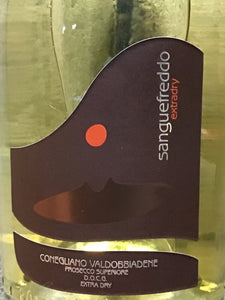 sanguefreddo
extradry
CONEGLIANO VALDOBBIADENE
PROSECCO SUPERIORE
D.O.C.G.
EXTRA DRY